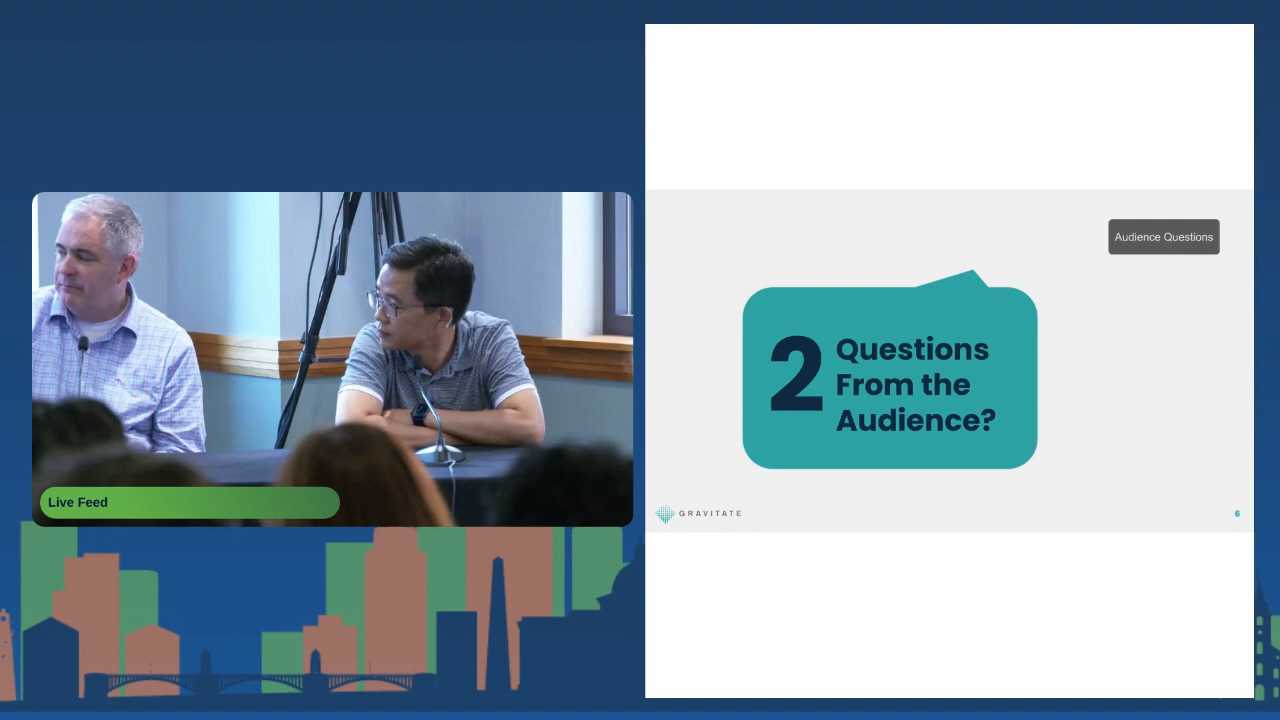 Live Feed
Audience Questions
2
Questions
From the
Audience?
GRAVITATE
6